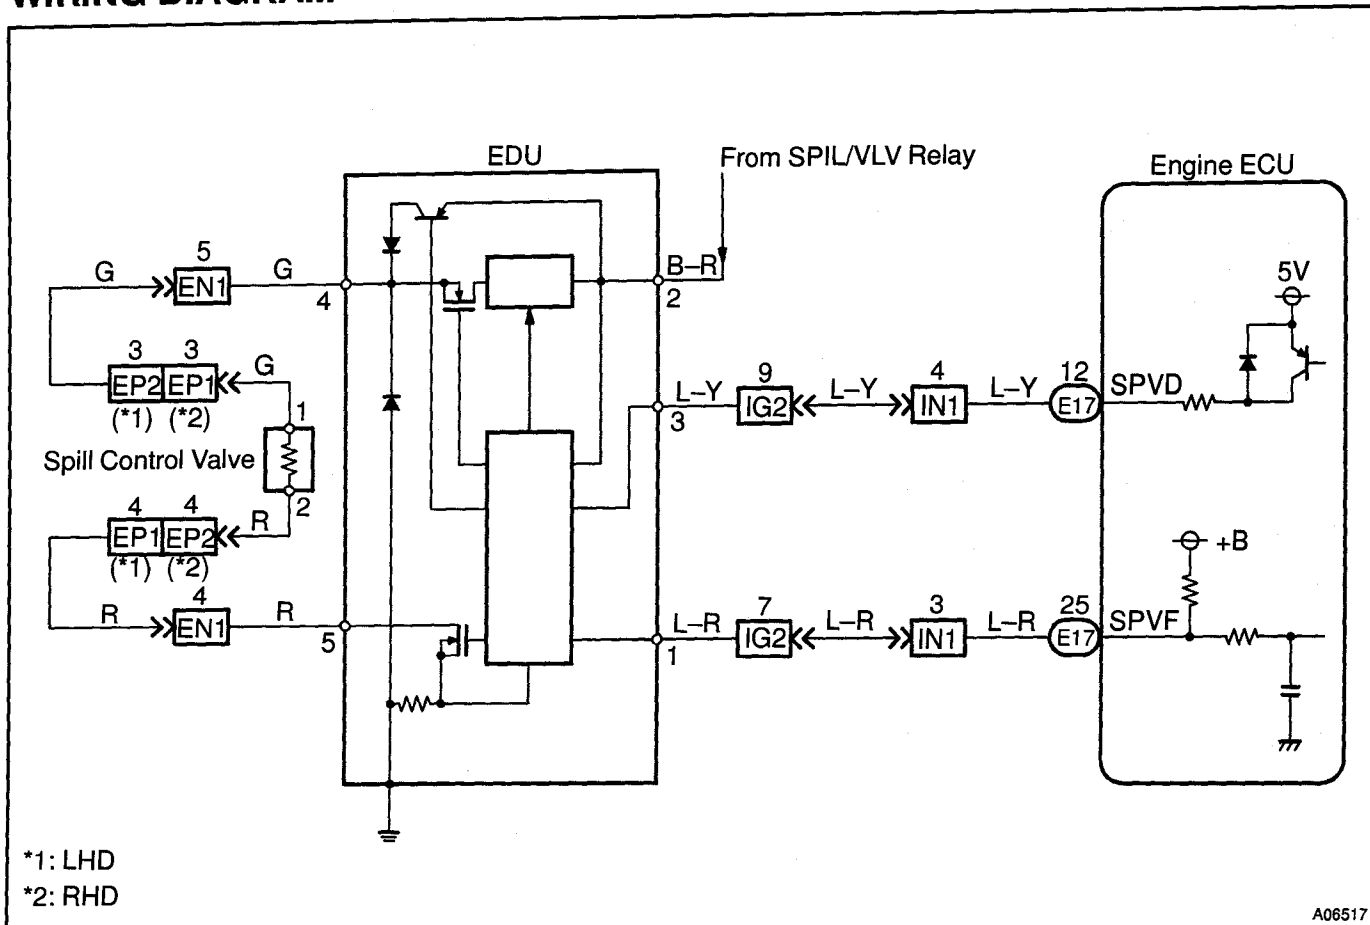 WIRING DIAGRAM
EDU
From SPIL/VLV Relay
Engine ECU
5
G
EN1
G
4
B–R
2
5V
3 3
EP2 EP1
G
(*1) (*2)
1
L–Y
3
9
IG2
L–Y
4
IN1
L–Y
12
E17
SPVD
Spill Control Valve
2
4 4
EP1 EP2
R
(*1) (*2)
+B
R
4
EN1
R
5
L–R
1
7
IG2
L–R
3
IN1
L–R
25
E17
SPVF
*1: LHD
*2: RHD
A06517